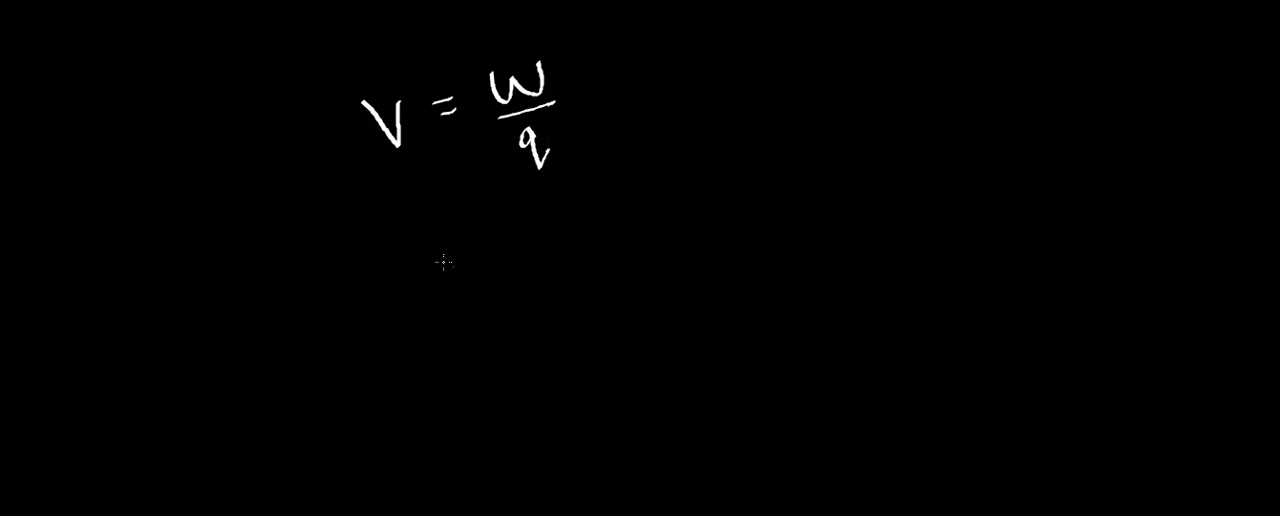 V = W/q